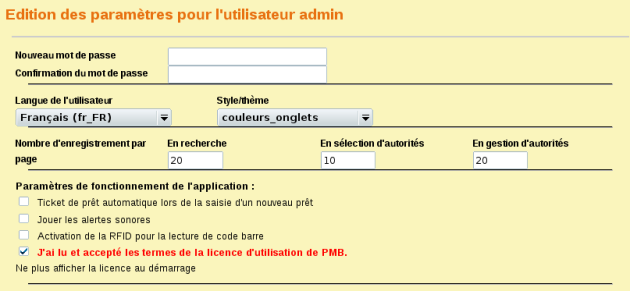 Edition des paramètres pour l'utilisateur admin
Nouveau mot de passe
Confirmation du mot de passe
Langue de l'utilisateur Style/thème
Français (fr_FR) couleurs_onglets
Nombre d'enregistrement par page En recherche En sélection d'autorités En gestion d'autorités
20 10 20
Paramètres de fonctionnement de l'application :
Ticket de prêt automatique lors de la saisie d'un nouveau prêt
Jouer les alertes sonores
Activation de la RFID pour la lecture de code barre
J'ai lu et accepté les termes de la licence d'utilisation de PMB.
Ne plus afficher la licence au démarrage